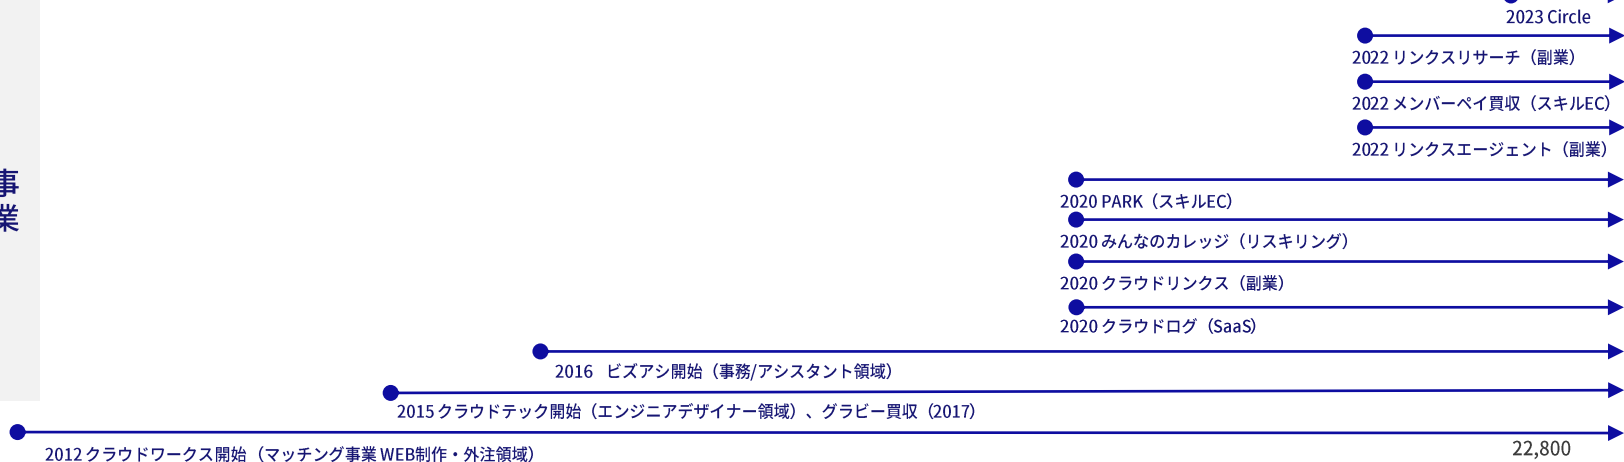 2023 Circle
2022 リンクスリサーチ（副業）
2022 メンバーペイ買収（スキルEC）
2022 リンクスエージェント（副業）
事業
2020 PARK（スキルEC）
2020 みんなのカレッジ（リスキリング）
2020 クラウドリンクス（副業）
2020 クラウドログ（SaaS）
2016 ビズアシ開始（事務/アシスタント領域）
2015 クラウドテック開始（エンジニアデザイナー領域）、グラビー買収（2017）
2012 クラウドワークス開始（マッチング事業 WEB制作・外注領域）
22,800